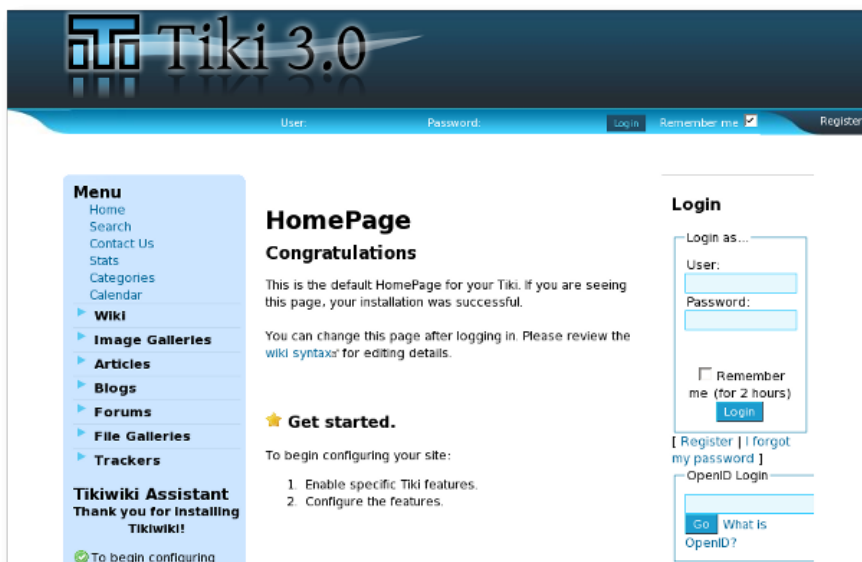 Tiki 3.0
User: Password: Login Remember me Register
Menu
Home
Search
Contact Us
Stats
Categories
Calendar
Wiki
Image Galleries
Articles
Blogs
Forums
File Galleries
Trackers
Tikiwiki Assistant
Thank you for installing
Tikiwiki!
To begin configuring
HomePage
Congratulations
This is the default HomePage for your Tiki. If you are seeing
this page, your installation was successful.
You can change this page after logging in. Please review the
wiki syntax for editing details.
Get started.
To begin configuring your site:
1. Enable specific Tiki features.
2. Configure the features.
Login
Login as...
User:
Password:
Remember
me (for 2 hours)
Login
[ Register | I forgot
my password ]
OpenID Login
Go What is
OpenID?